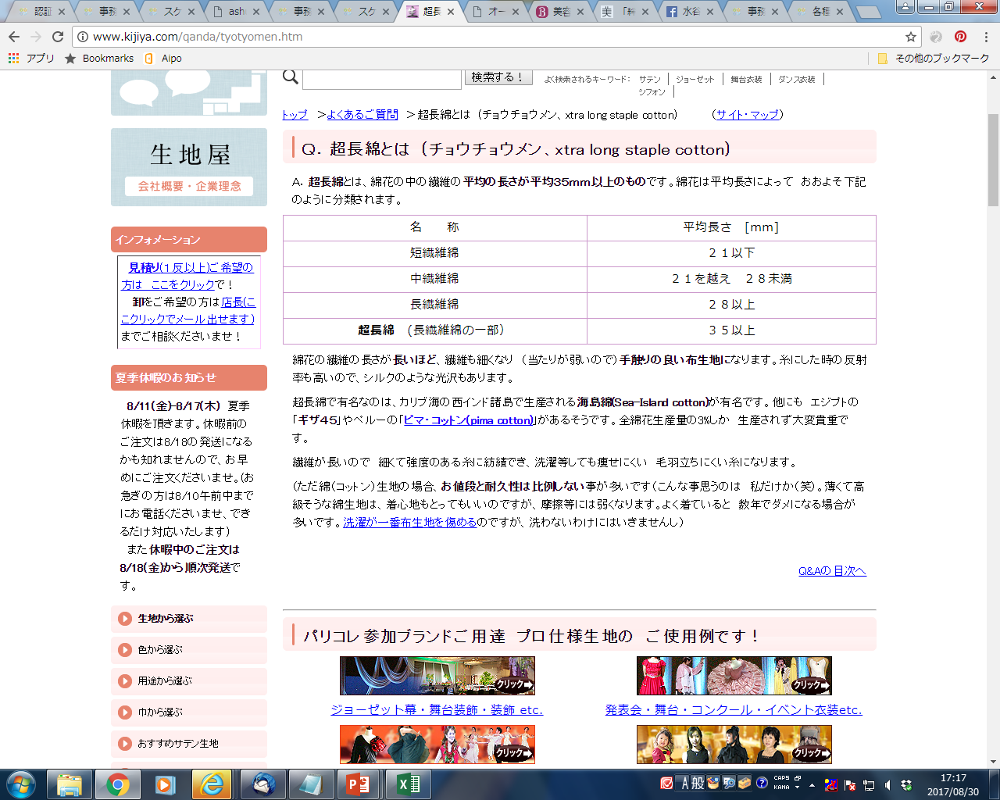 認証
事務
スケ
ashi
事務
スケ
超長
オー
美容
「終
水谷
事務
各種
www.kijiya.com/qanda/tyotyomen.htm
アプリ Bookmarks Aipo その他のブックマーク
検索する！ よく検索されるキーワード： サテン ジョーゼット 舞台衣装 ダンス衣装
シフォン
トップ ＞よくあるご質問 ＞超長綿とは （チョウチョウメン、xtra long staple cotton） （サイト・マップ）
生地屋
会社概要・企業理念
Ｑ． 超長綿とは （チョウチョウメン、xtra long staple cotton）
Ａ． 超長綿とは、綿花の中の繊維の平均の長さが平均35mm以上のものです。綿花は平均長さによって おおよそ下記
のように分類されます。
名　　称 平均長さ ［mm］
短繊維綿 ２１以下
中繊維綿 ２１を越え ２８未満
長繊維綿 ２８以上
超長綿 （長繊維綿の一部） ３５以上
綿花の繊維の長さが長いほど、繊維も細くなり （当たりが弱いので）手触りの良い布生地になります。糸にした時の反射
率も高いので、シルクのような光沢もあります。
超長綿で有名なのは、カリブ海の西インド諸島で生産される海島綿(Sea-Island cotton)が有名です。他にも エジプトの
「ギザ４５」やペルーの「ピマ・コットン(pima cotton)」があるそうです。全綿花生産量の3%しか 生産されず大変貴重で
す。
繊維が長いので 細くて強度のある糸に紡績でき、洗濯等しても痩せにくい 毛羽立ちにくい糸になります。
（ただ綿（コットン）生地の場合、お値段と耐久性は比例しない事が多いです（こんな事思うのは 私だけか（笑）。薄くて高
級そうな綿生地は、着心地もとってもいいのですが、摩擦等には弱くなります。よく着ていると 数年でダメになる場合が
多いです。洗濯が一番布生地を傷めるのですが、洗わないわけにはいきませんし）
Q&Aの目次へ
インフォメーション
見積り（１反以上）ご希望の
方は ここをクリックで！
卸をご希望の方は店長（こ
こクリックでメール出せます）
までご相談くださいませ！
夏季休暇のお知らせ
8/11(金)-8/17(木) 夏季
休暇を頂きます。休暇前の
ご注文は8/18の発送になる
かも知れませんので、お早
めにご注文くださいませ。（お
急ぎの方は8/10午前中まで
にお電話くださいませ、でき
るだけ対応いたします）
また休暇中のご注文は
8/18(金)から順次発送で
す。
生地から選ぶ
色から選ぶ
用途から選ぶ
巾から選ぶ
おすすめサテン生地
パリコレ参加ブランドご用達 プロ仕様生地の ご使用例です！
クリック
クリック
ジョーゼット幕・舞台装飾・装飾 etc.
発表会・舞台・コンクール・イベント衣装etc.
クリック
クリック
A 般 CAPS
KANA
17:17
2017/08/30